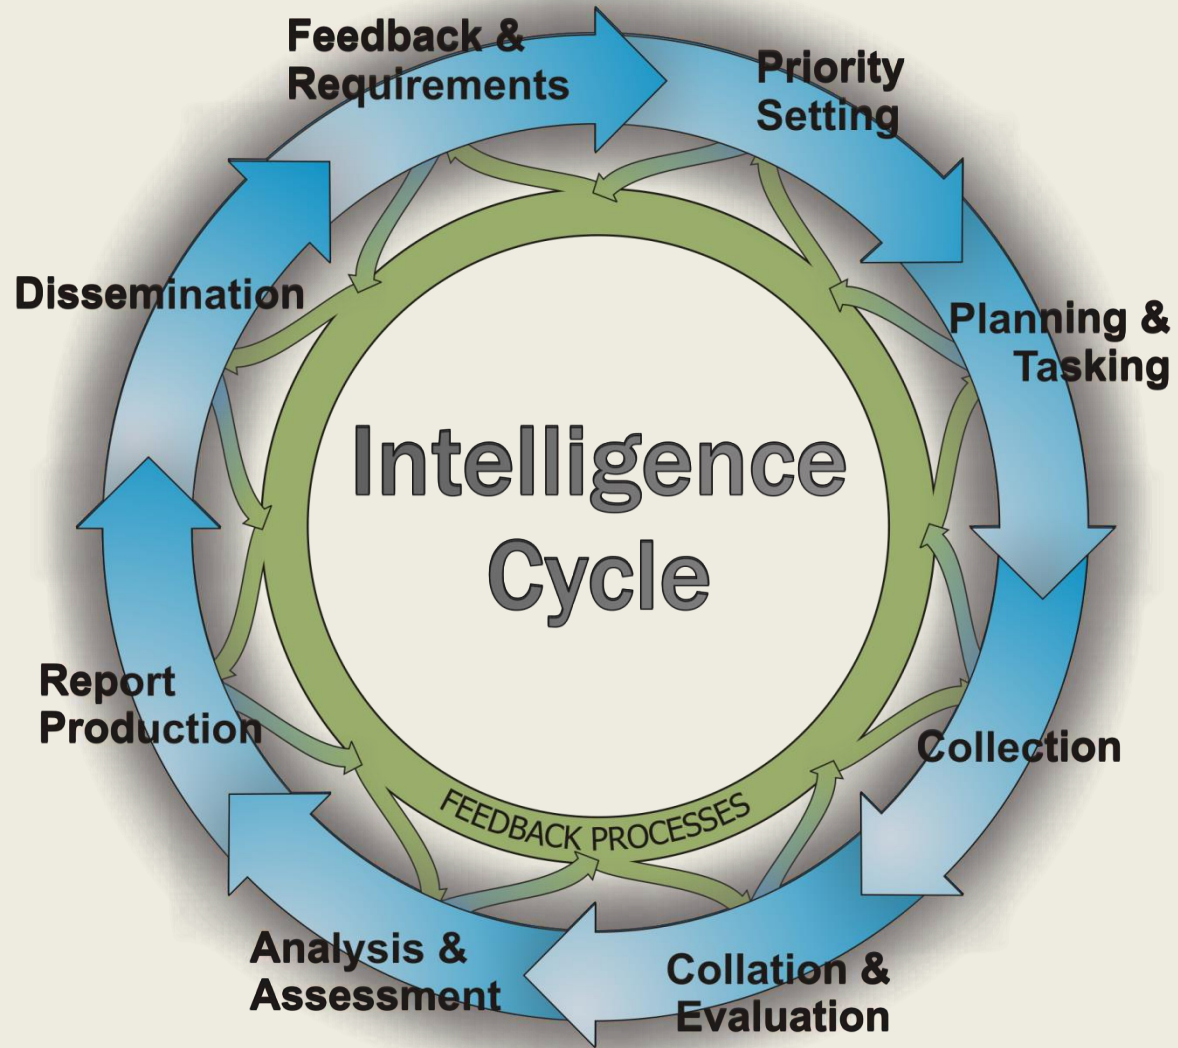 Feedback &
Requirements
Priority
Setting
Planning &
Tasking
Collection
Collation &
Evaluation
Analysis &
Assessment
Report
Production
Dissemination
Intelligence
Cycle
FEEDBACK PROCESSES